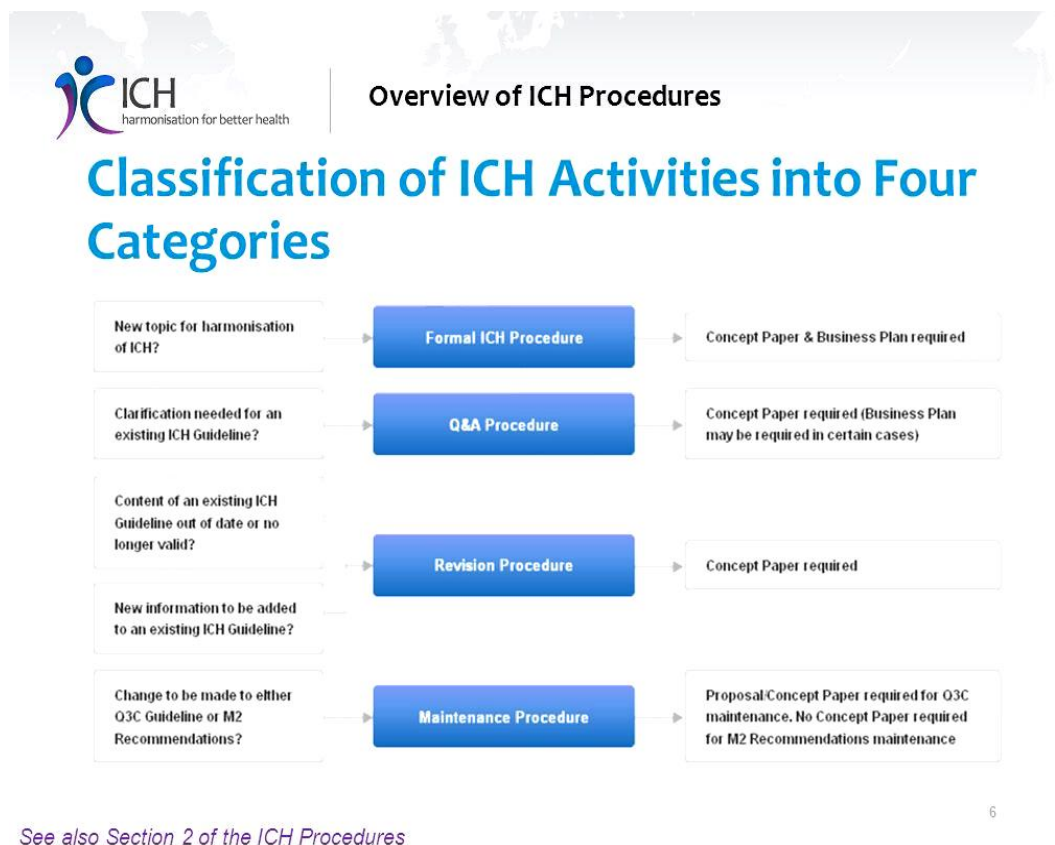 ICH
harmonisation for better health
Overview of ICH Procedures
Classification of ICH Activities into Four
Categories
New topic for harmonisation
of ICH?
Formal ICH Procedure
Concept Paper & Business Plan required
Clarification needed for an
existing ICH Guideline?
Q&A Procedure
Concept Paper required (Business Plan
may be required in certain cases)
Content of an existing ICH
Guideline out of date or no
longer valid?
New information to be added
to an existing ICH Guideline?
Revision Procedure
Concept Paper required
Change to be made to either
Q3C Guideline or M2
Recommendations?
Maintenance Procedure
Proposal/Concept Paper required for Q3C
maintenance. No Concept Paper required
for M2 Recommendations maintenance
6
See also Section 2 of the ICH Procedures